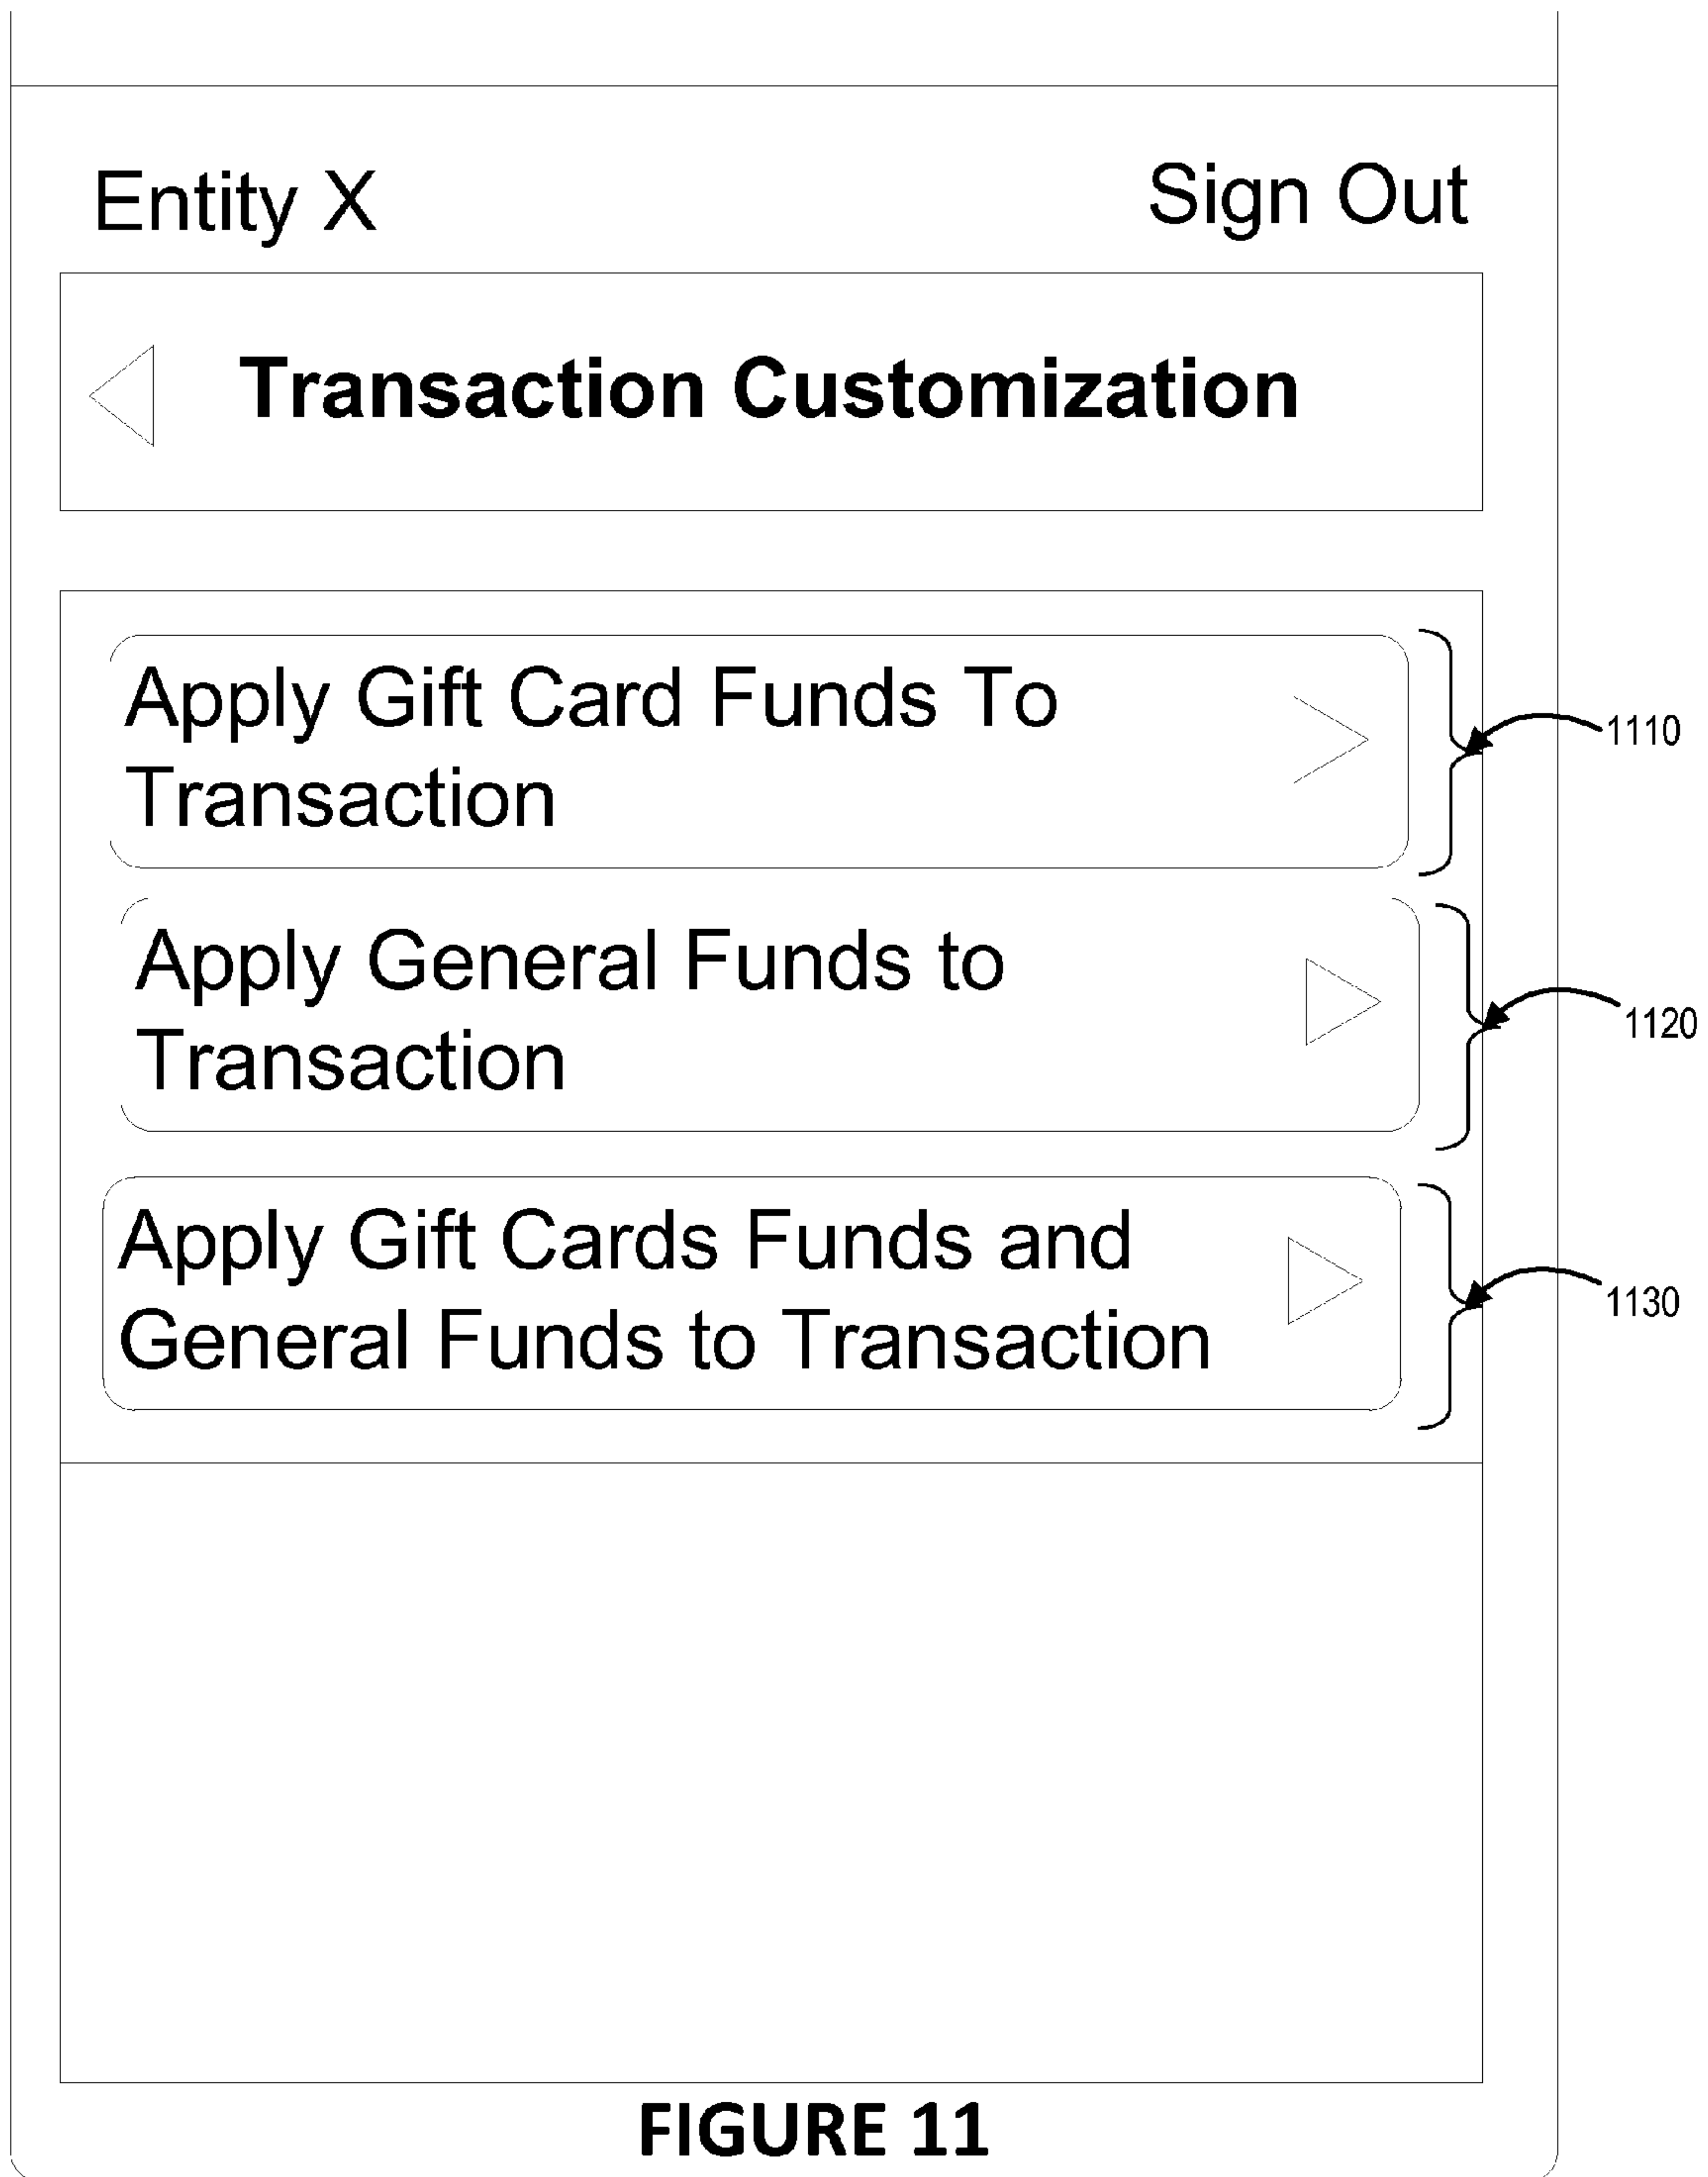 Entity X
Sign Out
Transaction Customization
Apply Gift Card Funds To
Transaction
1110
Apply General Funds to
Transaction
1120
Apply Gift Cards Funds and
General Funds to Transaction
1130
FIGURE 11